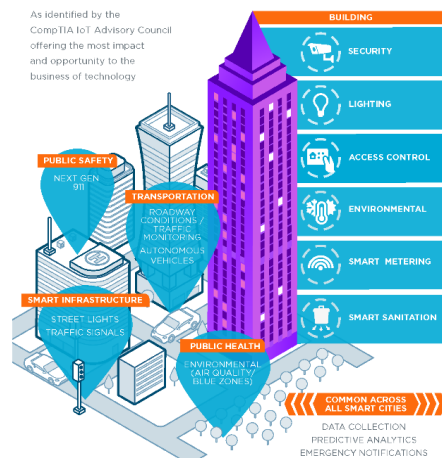 As identified by the
CompTIA IoT Advisory Council
offering the most impact
and opportunity to the
business of technology
BUILDING
SECURITY
LIGHTING
ACCESS CONTROL
ENVIRONMENTAL
SMART METERING
SMART SANITATION
PUBLIC SAFETY
NEXT GEN
911
TRANSPORTATION
ROADWAY
CONDITIONS /
TRAFFIC
MONITORING
AUTONOMOUS
VEHICLES
SMART INFRASTRUCTURE
STREET LIGHTS
TRAFFIC SIGNALS
PUBLIC HEALTH
ENVIRONMENTAL
(AIR QUALITY/
BLUE ZONES)
COMMON ACROSS
ALL SMART CITIES
DATA COLLECTION
PREDICTIVE ANALYTICS
EMERGENCY NOTIFICATIONS